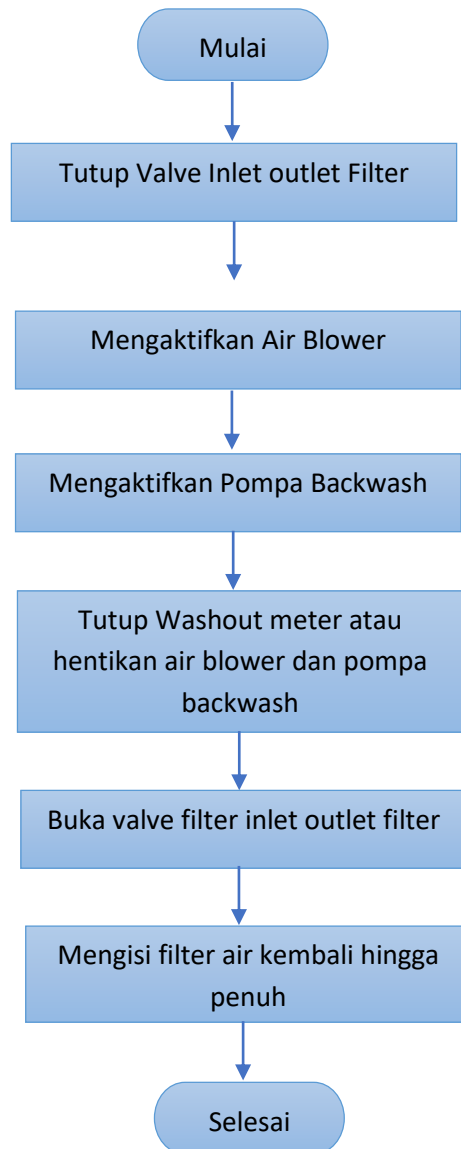 Mulai
Tutup Valve Inlet outlet Filter
Mengaktifkan Air Blower
Mengaktifkan Pompa Backwash
Tutup Washout meter atau
hentikan air blower dan pompa
backwash
Buka valve filter inlet outlet filter
Mengisi filter air kembali hingga
penuh
Selesai